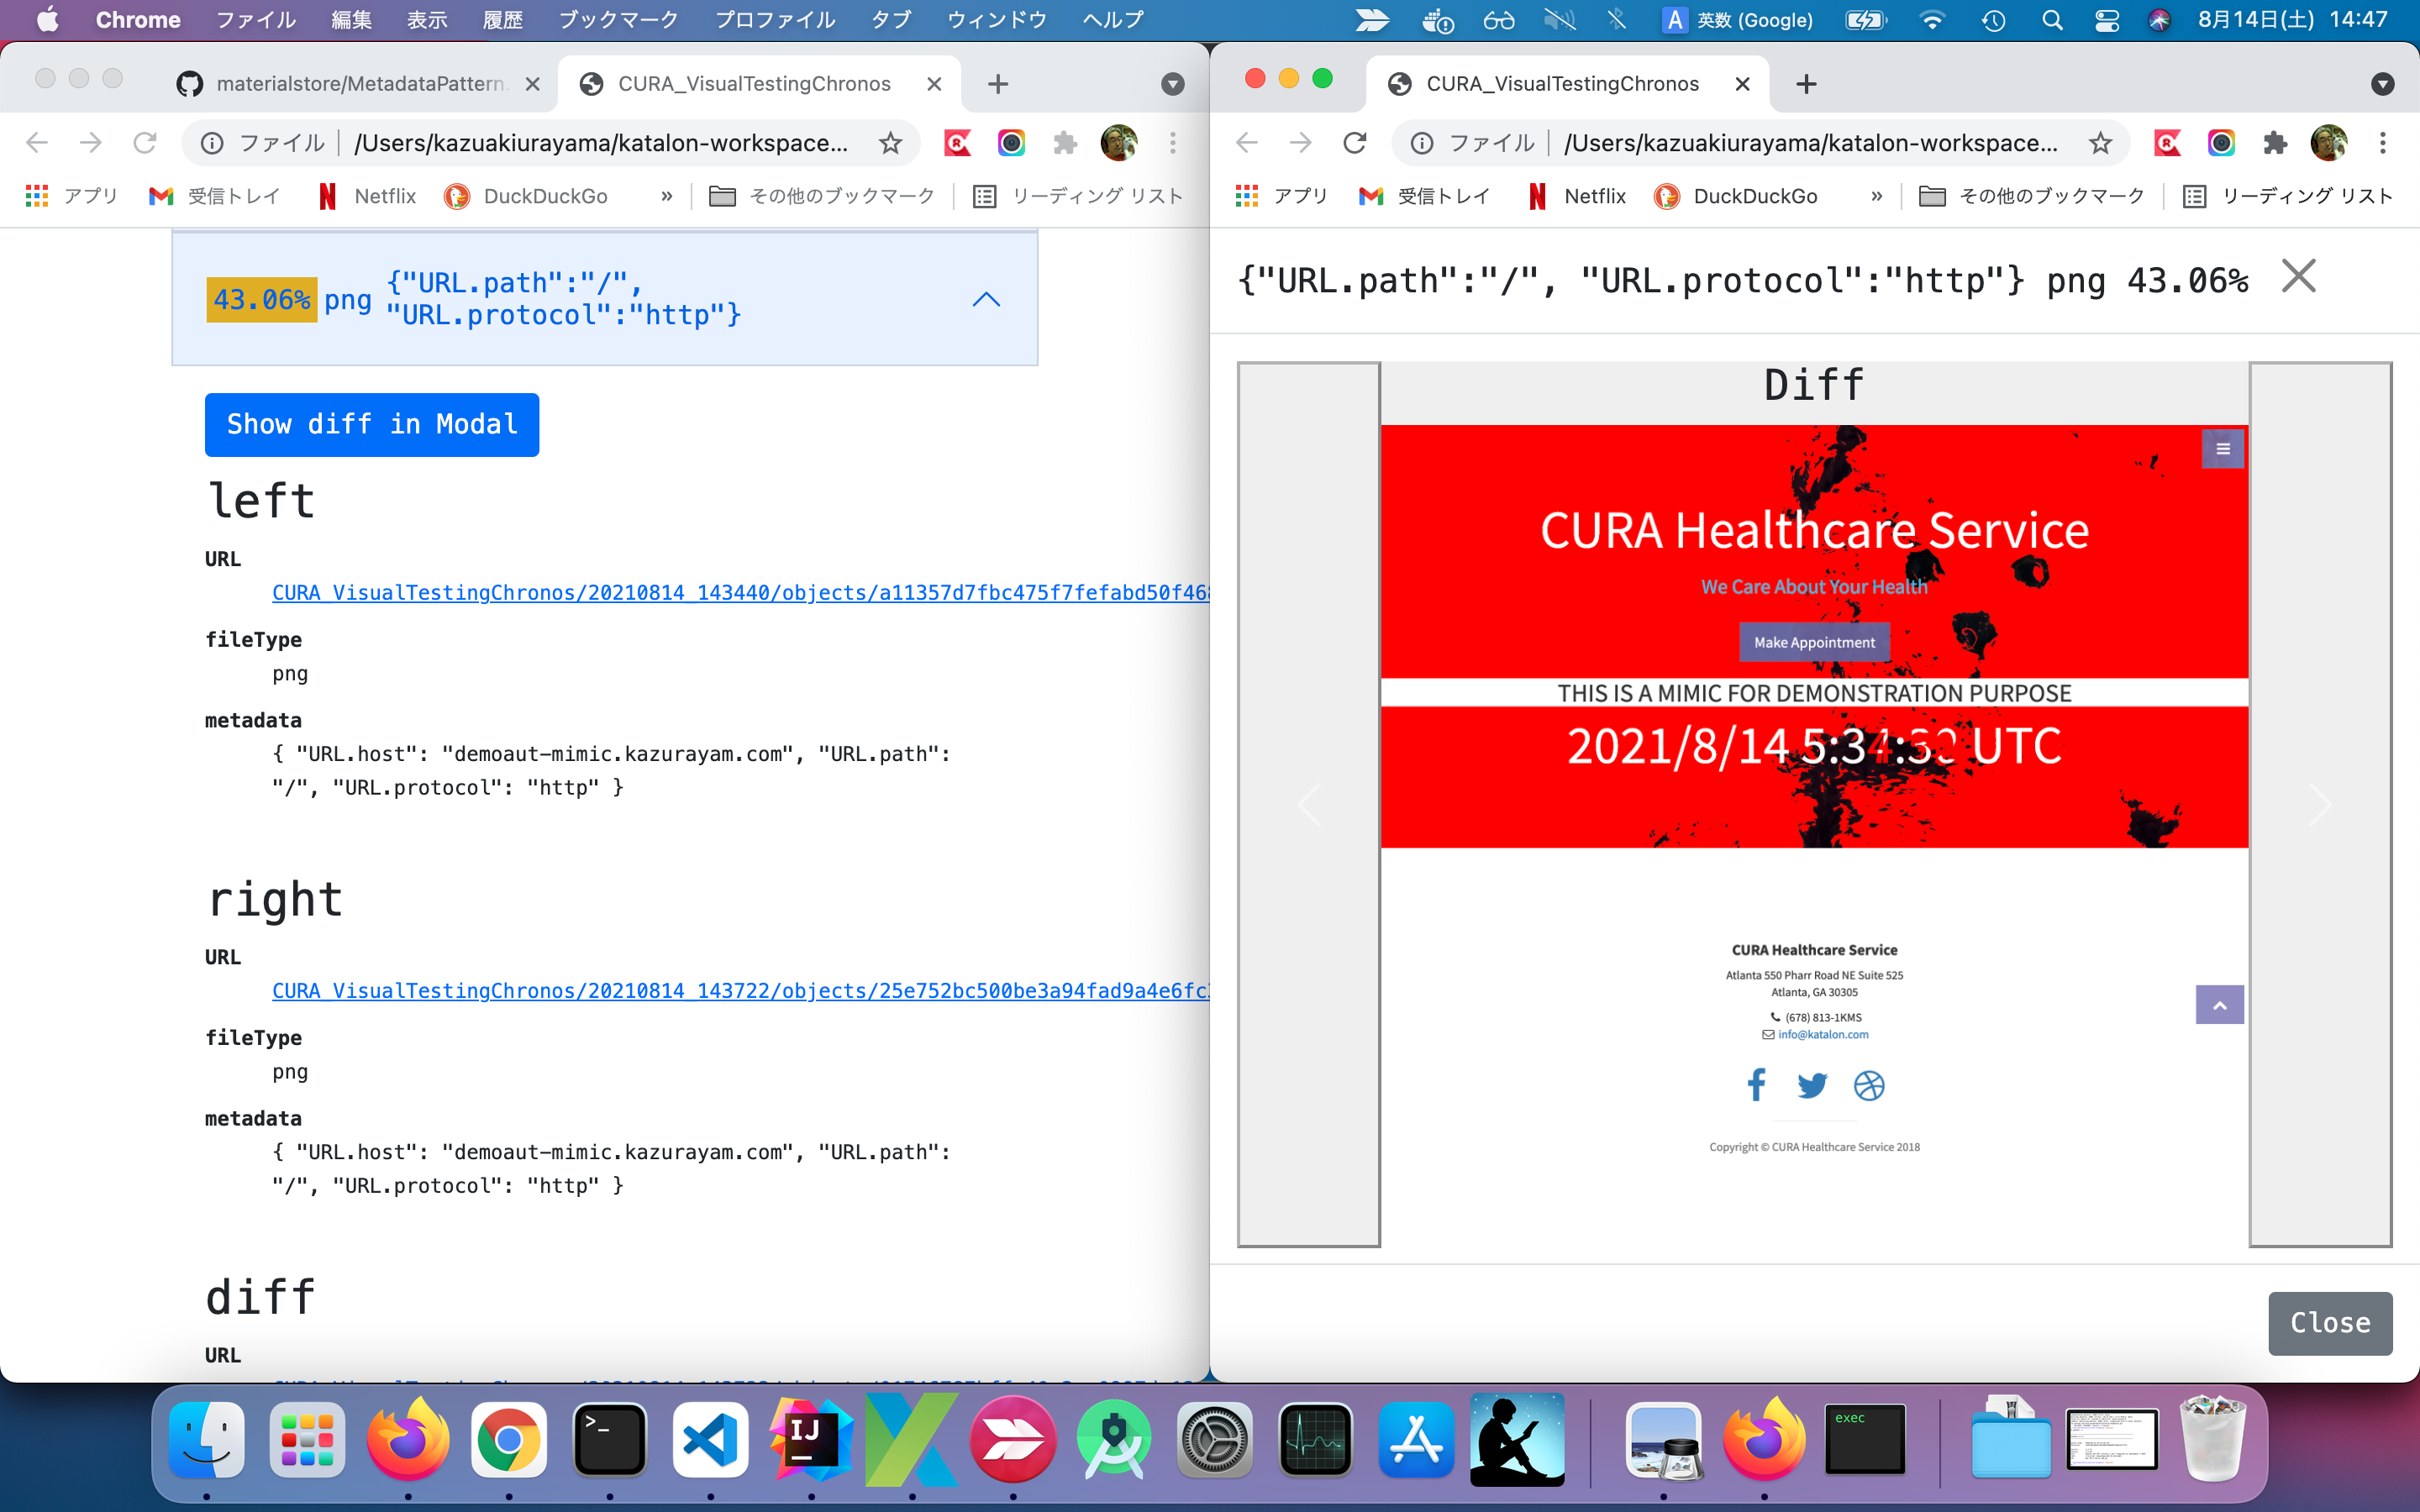 Chrome ファイル 編集 表示 履歴 ブックマーク プロファイル タブ ウィンドウ ヘルプ A 英数 (Google) 8月14日(土) 14:47
materialstore/MetadataPattern.
CURA_VisualTestingChronos
ファイル /Users/kazuakiurayama/katalon-workspace...
アプリ 受信トレイ Netflix DuckDuckGo » その他のブックマーク リーディング リスト
43.06% png {"URL.path":"/",
"URL.protocol":"http"}
Show diff in Modal
left
URL
CURA_VisualTestingChronos/20210814_143440/objects/a11357d7fbc475f7fefabd50f468
fileType
png
metadata
{ "URL.host": "demoaut-mimic.kazurayam.com", "URL.path":
"/", "URL.protocol": "http" }
right
URL
CURA_VisualTestingChronos/20210814_143722/objects/25e752bc500be3a94fad9a4e6fc
fileType
png
metadata
{ "URL.host": "demoaut-mimic.kazurayam.com", "URL.path":
"/", "URL.protocol": "http" }
diff
URL
CURA_VisualTestingChronos
ファイル /Users/kazuakiurayama/katalon-workspace...
アプリ 受信トレイ Netflix DuckDuckGo » その他のブックマーク リーディング リスト
{"URL.path":"/", "URL.protocol":"http"} png 43.06%
Diff
CURA Healthcare Service
We Care About Your Health
Make Appointment
THIS IS A MIMIC FOR DEMONSTRATION PURPOSE
2021/8/14 5:34:30 UTC
CURA Healthcare Service
Atlanta 550 Pharr Road NE Suite 525
Atlanta, GA 30305
(678) 813-1KMS
info@katalon.com
Copyright © CURA Healthcare Service 2018
Close
>_
IJ
exec